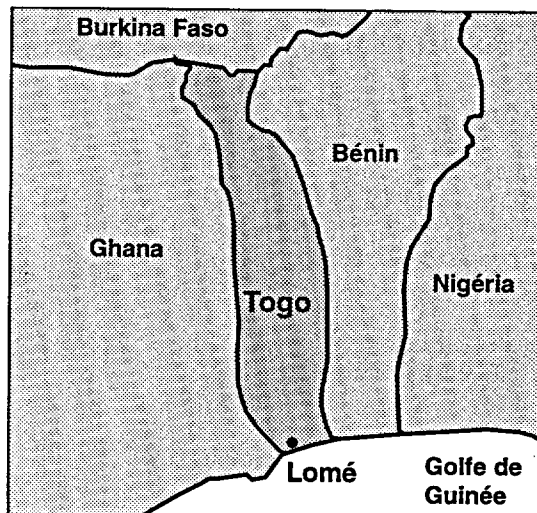 Burkina Faso
Bénin
Ghana
Nigéria
Togo
Lomé
Golfe de
Guinée